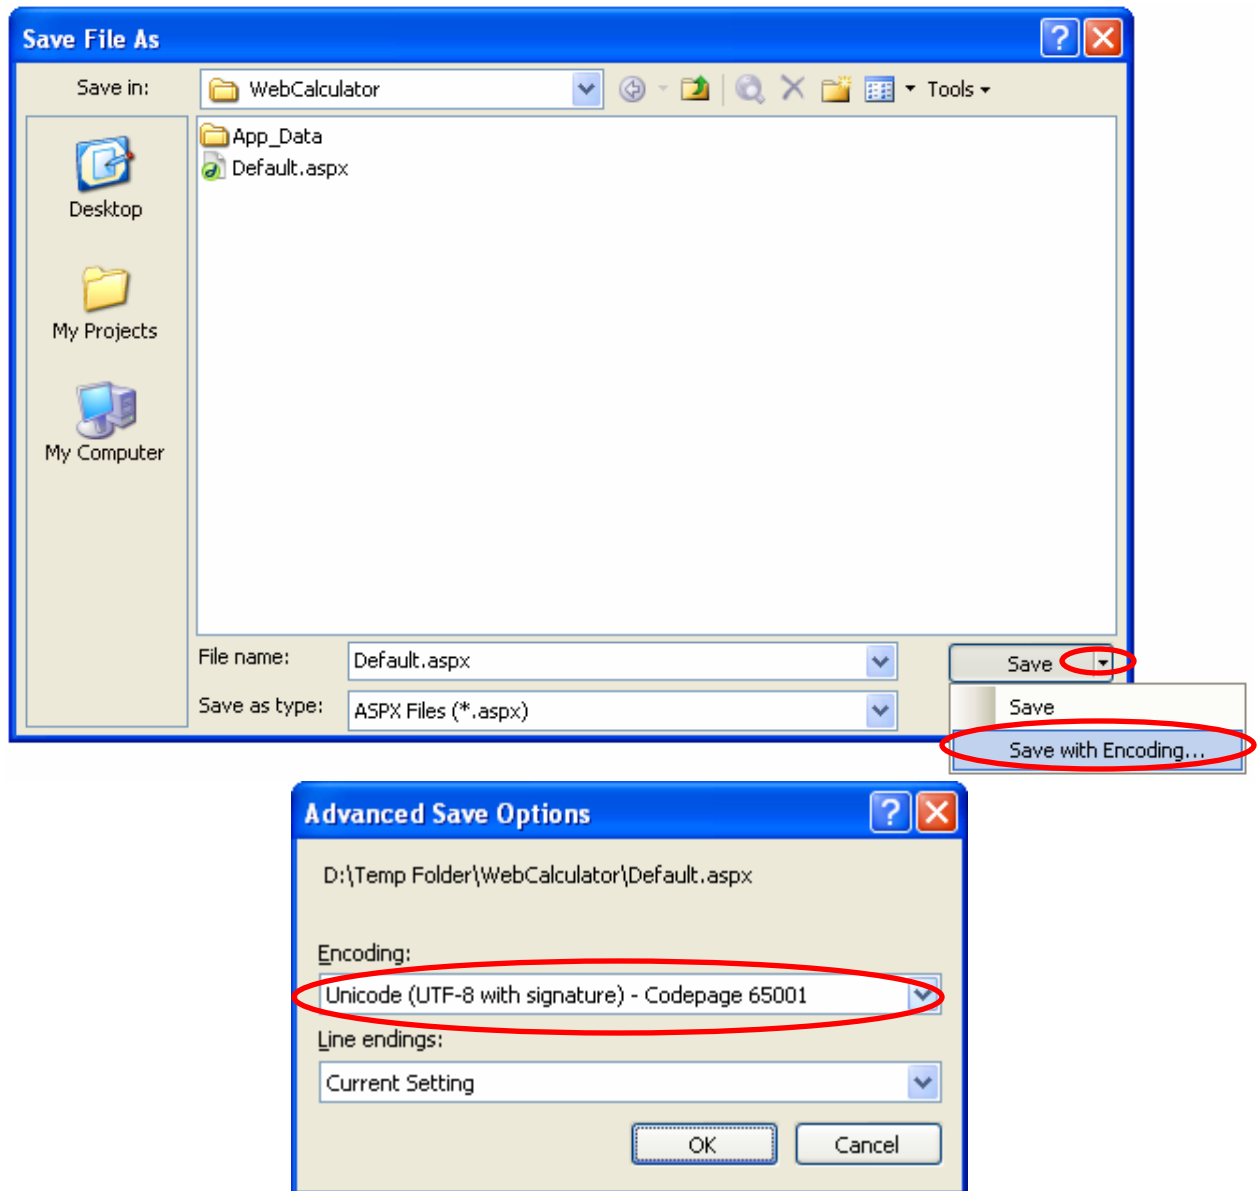 Save File As
Save in:
WebCalculator
Tools
App_Data
Default.aspx
Desktop
My Projects
My Computer
File name:
Default.aspx
Save
Save as type:
ASPX Files (*.aspx)
Save
Save with Encoding...
Advanced Save Options
D:\Temp Folder\WebCalculator\Default.aspx
Encoding:
Unicode (UTF-8 with signature) - Codepage 65001
Line endings:
Current Setting
OK
Cancel